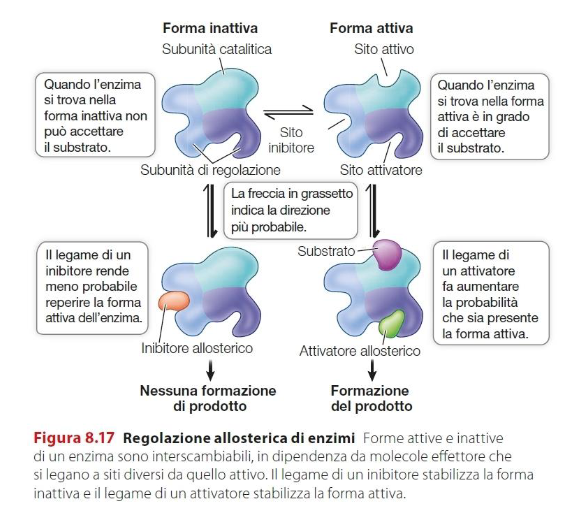 Forma inattiva
Forma attiva
Subunità catalitica
Sito attivo
Quando l'enzima
si trova nella
forma inattiva non
può accettare
il substrato.
Quando l'enzima
si trova nella forma
attiva è in grado
di accettare
il substrato.
Sito
inibitore
Subunità di regolazione
Sito attivatore
La freccia in grassetto
indica la direzione
più probabile.
Substrato
Il legame di un
inibitore rende
meno probabile
reperire la forma
attiva dell'enzima.
Il legame di
un attivatore
fa aumentare
la probabilità
che sia presente
la forma attiva.
Inibitore allosterico
Attivatore allosterico
Nessuna formazione
di prodotto
Formazione
del prodotto
Figura 8.17 Regolazione allosterica di enzimi Forme attive e inattive
di un enzima sono interscambiabili, in dipendenza da molecole effettore che
si legano a siti diversi da quello attivo. Il legame di un inibitore stabilizza la forma
inattiva e il legame di un attivatore stabilizza la forma attiva.